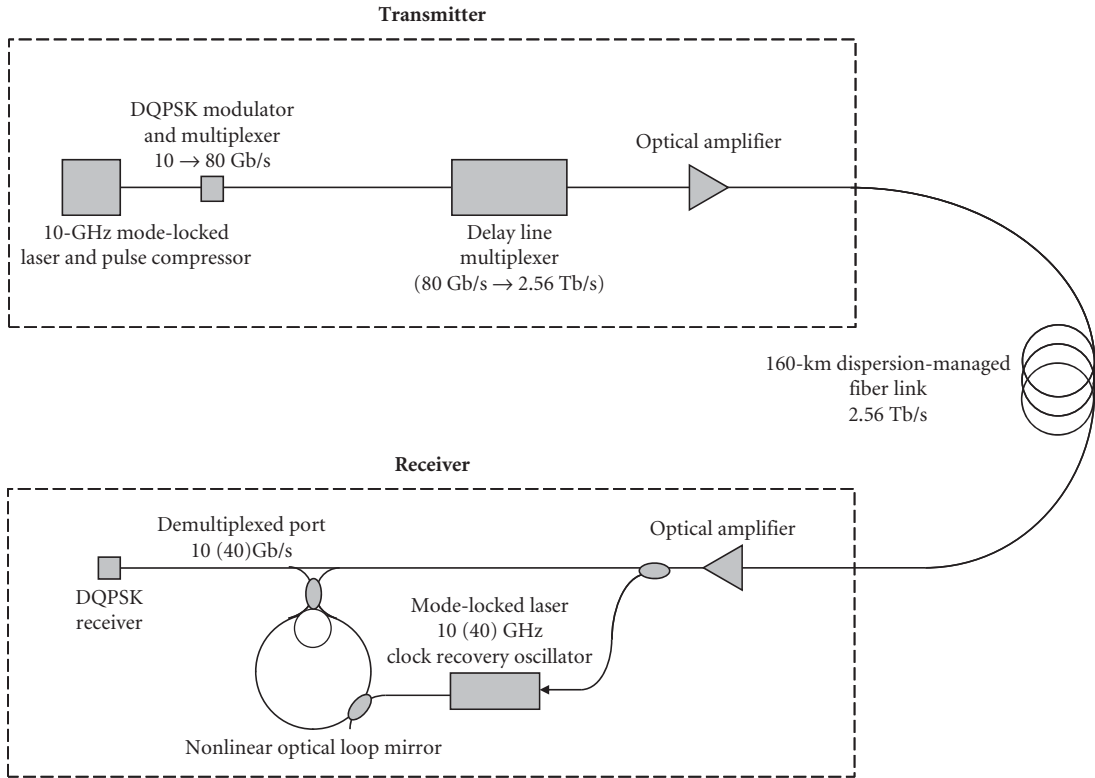 Transmitter
DQPSK modulator
and multiplexer
10 → 80 Gb/s
Optical amplifier
10-GHz mode-locked
laser and pulse compressor
Delay line
multiplexer
(80 Gb/s → 2.56 Tb/s)
160-km dispersion-managed
fiber link
2.56 Tb/s
Receiver
Demultiplexed port
10 (40)Gb/s
Optical amplifier
DQPSK
receiver
Mode-locked laser
10 (40) GHz
clock recovery oscillator
Nonlinear optical loop mirror